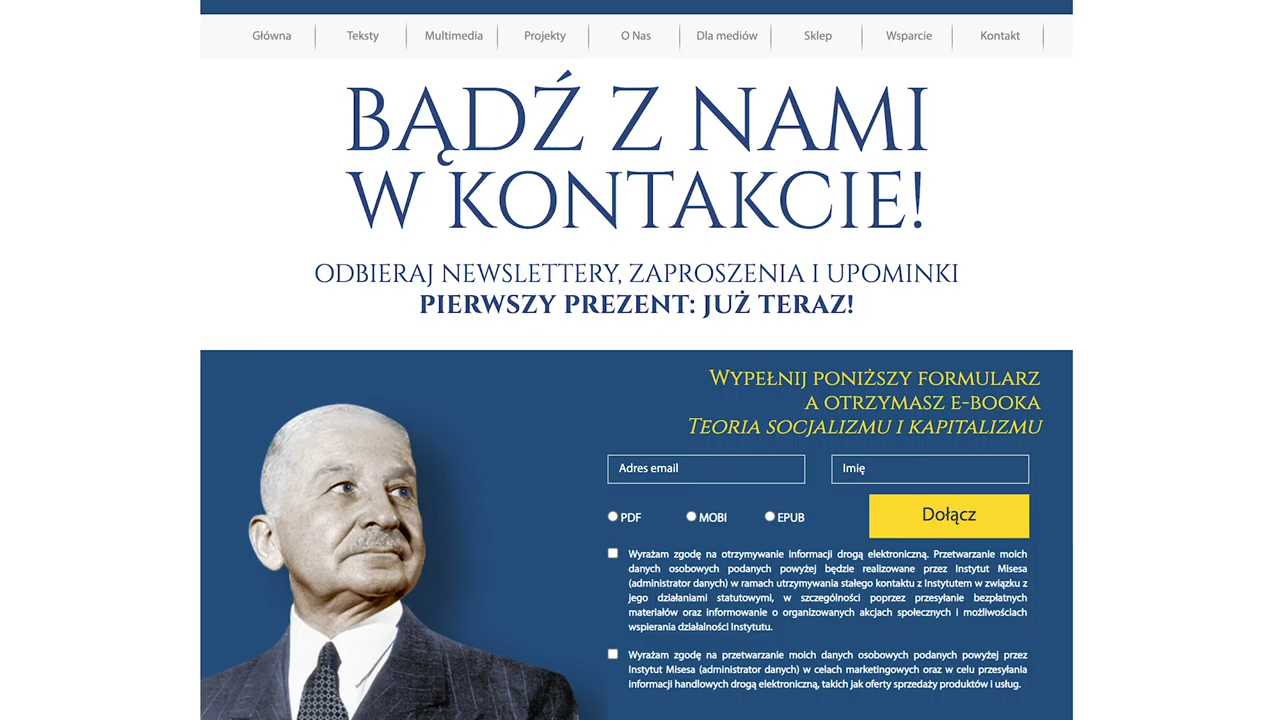 Główna Teksty Multimedia Projekty O Nas Dla mediów Sklep Wsparcie Kontakt
BĄDŹ Z NAMI
W KONTAKCIE!
ODBIERAJ NEWSLETTERY, ZAPROSZENIA I UPOMINKI
PIERWSZY PREZENT: JUŻ TERAZ!
Wypełnij poniższy formularz
a otrzymasz e-booka
Teoria socjalizmu i kapitalizmu
Adres email Imię
PDF MOBI EPUB Dołącz
Wyrażam zgodę na otrzymywanie informacji drogą elektroniczną. Przetwarzanie moich
danych osobowych podanych powyżej będzie realizowane przez Instytut Misesa
(administrator danych) w ramach utrzymywania stałego kontaktu z Instytutem w związku z
jego działaniami statutowymi, w szczególności poprzez przesyłanie bezpłatnych
materiałów oraz informowanie o organizowanych akcjach społecznych i możliwościach
wspierania działalności Instytutu.
Wyrażam zgodę na przetwarzanie moich danych osobowych podanych powyżej przez
Instytut Misesa (administrator danych) w celach marketingowych oraz w celu przesyłania
informacji handlowych drogą elektroniczną, takich jak oferty sprzedaży produktów i usług.